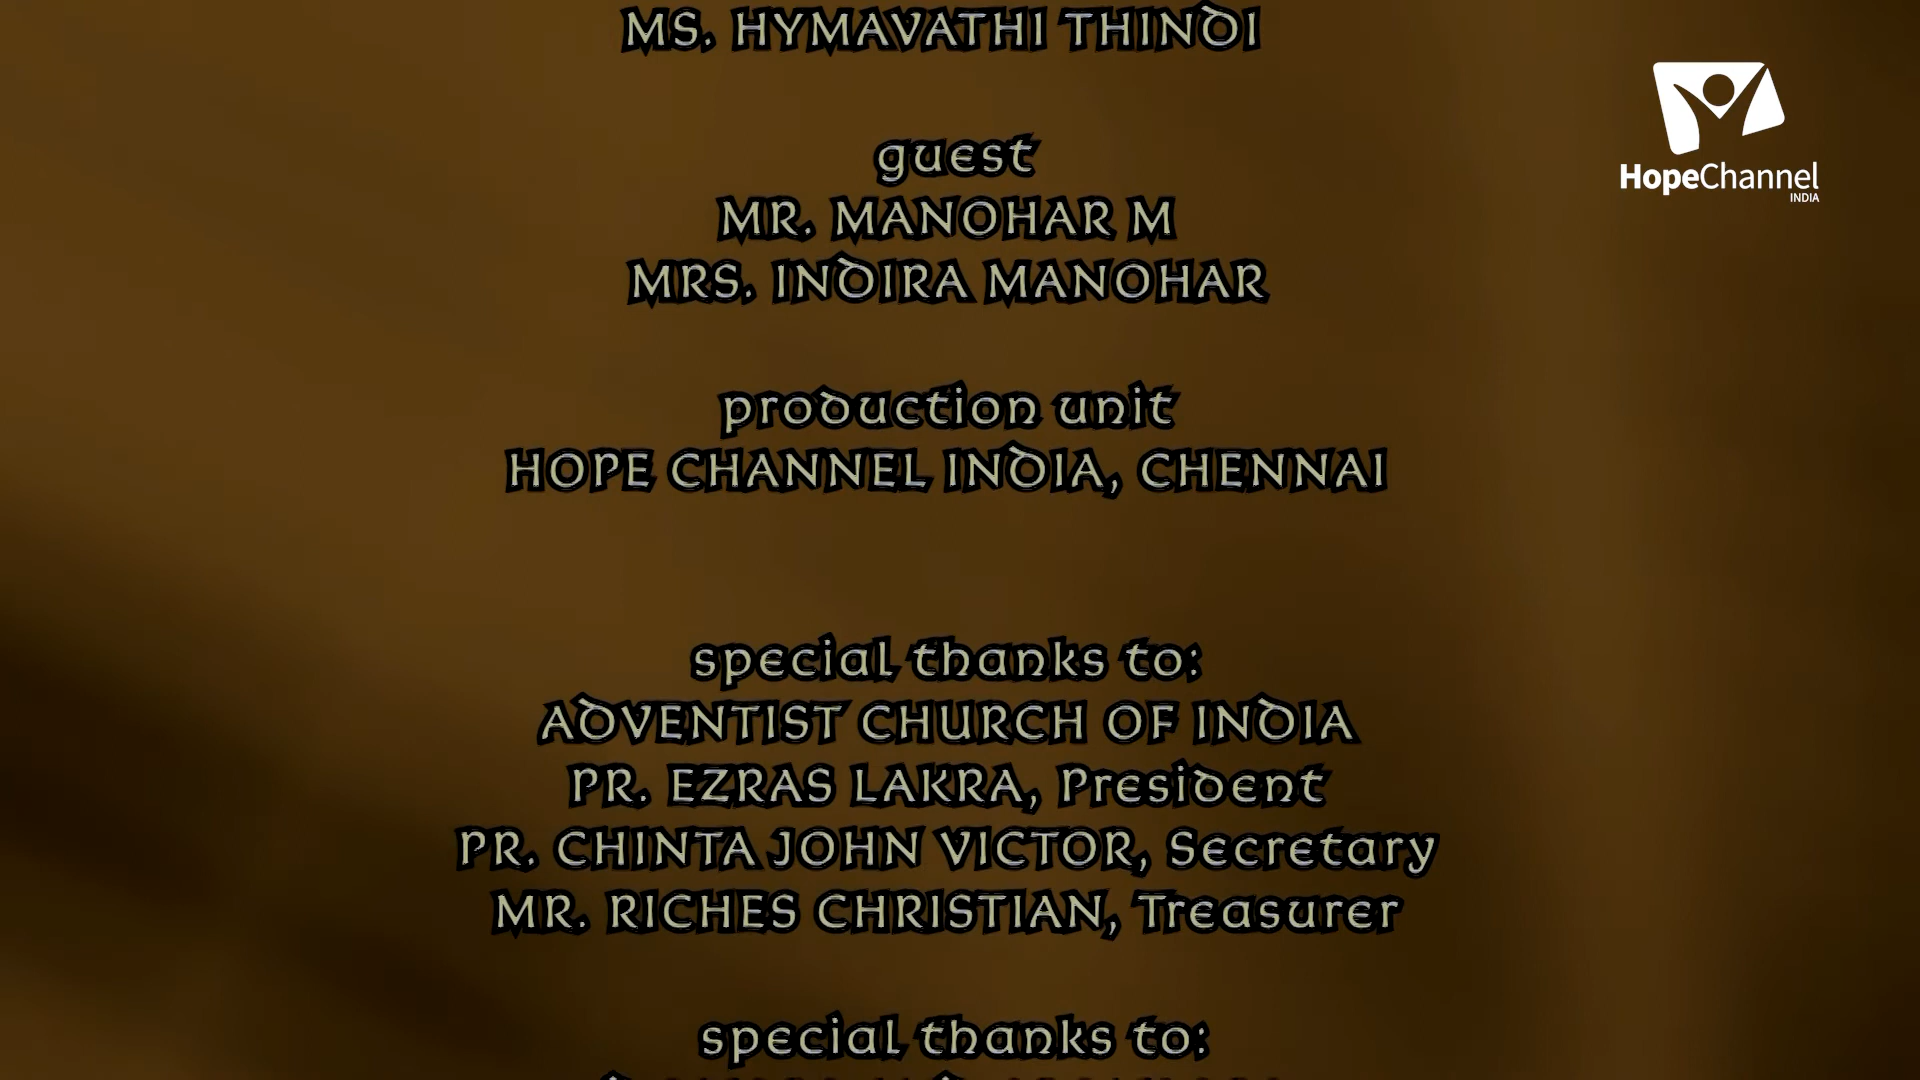 MS. HYMAVATHI THINDI
HopeChannel
INDIA
guest
MR. MANOHAR M
MRS. INDIRA MANOHAR
production unit
HOPE CHANNEL INDIA, CHENNAI
special thanks to:
ADVENTIST CHURCH OF INDIA
PR. EZRAS LAKRA, President
PR. CHINTA JOHN VICTOR, Secretary
MR. RICHES CHRISTIAN, Treasurer
special thanks to: